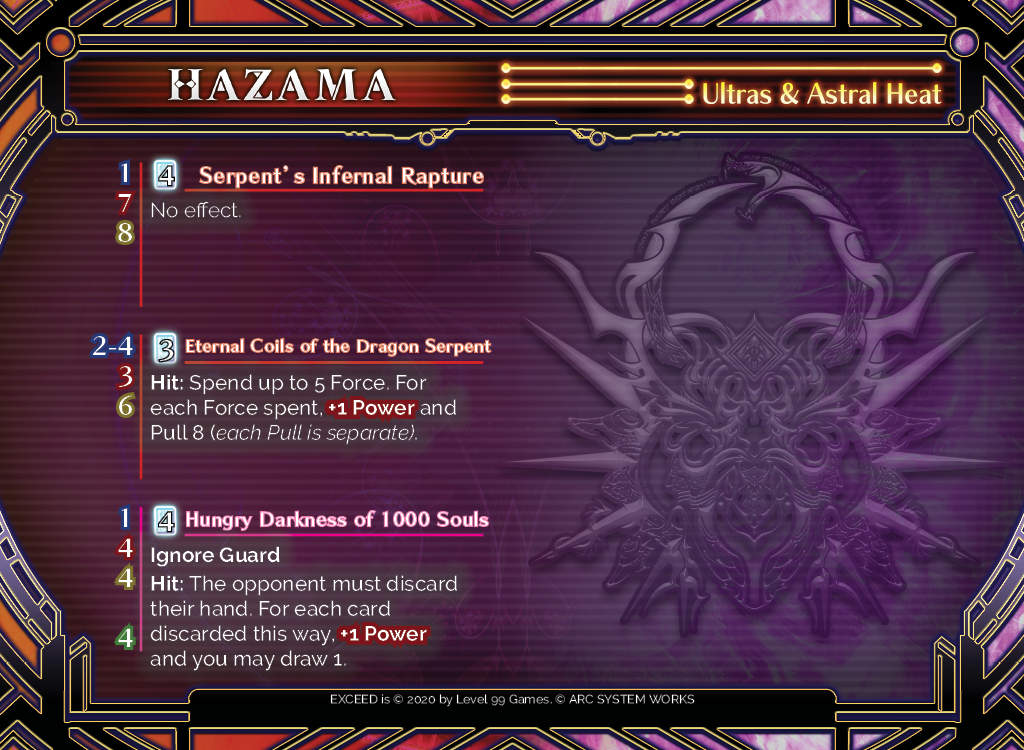 HAZAMA
Ultras & Astral Heat
1 4 Serpent's Infernal Rapture
7 No effect.
8
2-4 3 Eternal Coils of the Dragon Serpent
3 Hit: Spend up to 5 Force. For
6 each Force spent, +1 Power and
Pull 8 (each Pull is separate).
1 4 Hungry Darkness of 1000 Souls
4 Ignore Guard
4 Hit: The opponent must discard
their hand. For each card
4 discarded this way, +1 Power
and you may draw 1.
EXCEED is © 2020 by Level 99 Games. © ARC SYSTEM WORKS